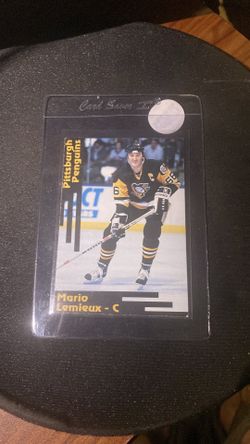 Card Saver
Pittsburgh
Penguins
Mario
Lemieux - C